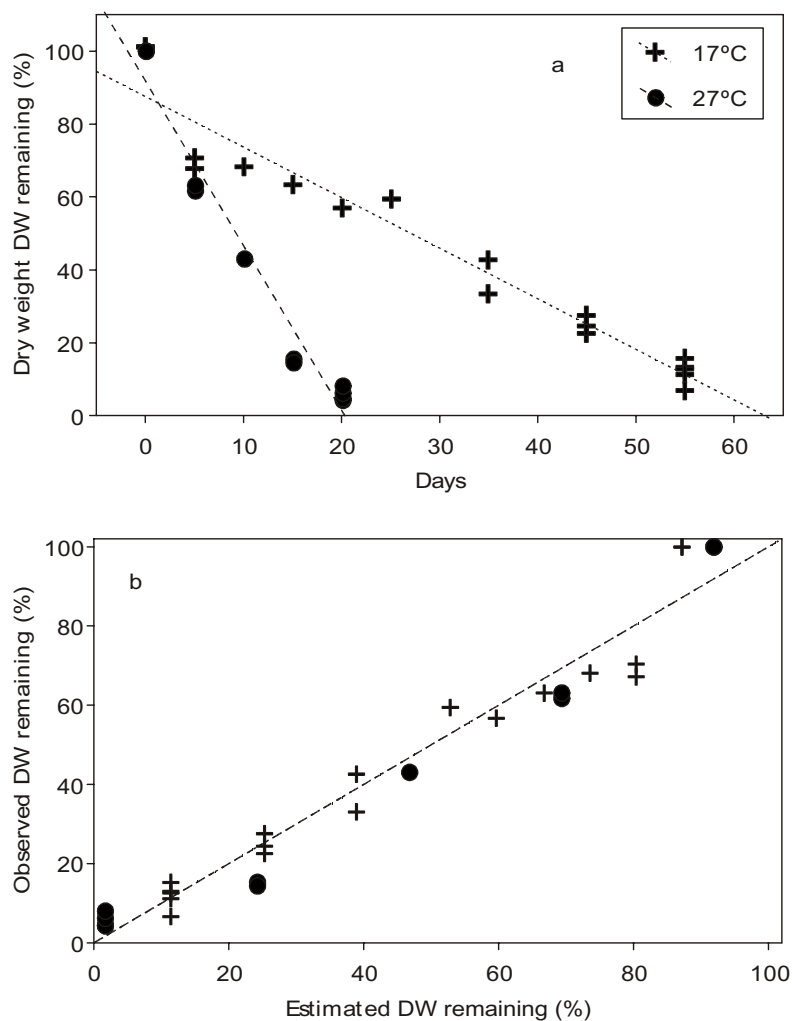 a
17ºC
27ºC
Dry weight DW remaining (%)
100
80
60
40
20
0
0 10 20 30 40 50 60
Days
b
Observed DW remaining (%)
100
80
60
40
20
0
0 20 40 60 80 100
Estimated DW remaining (%)